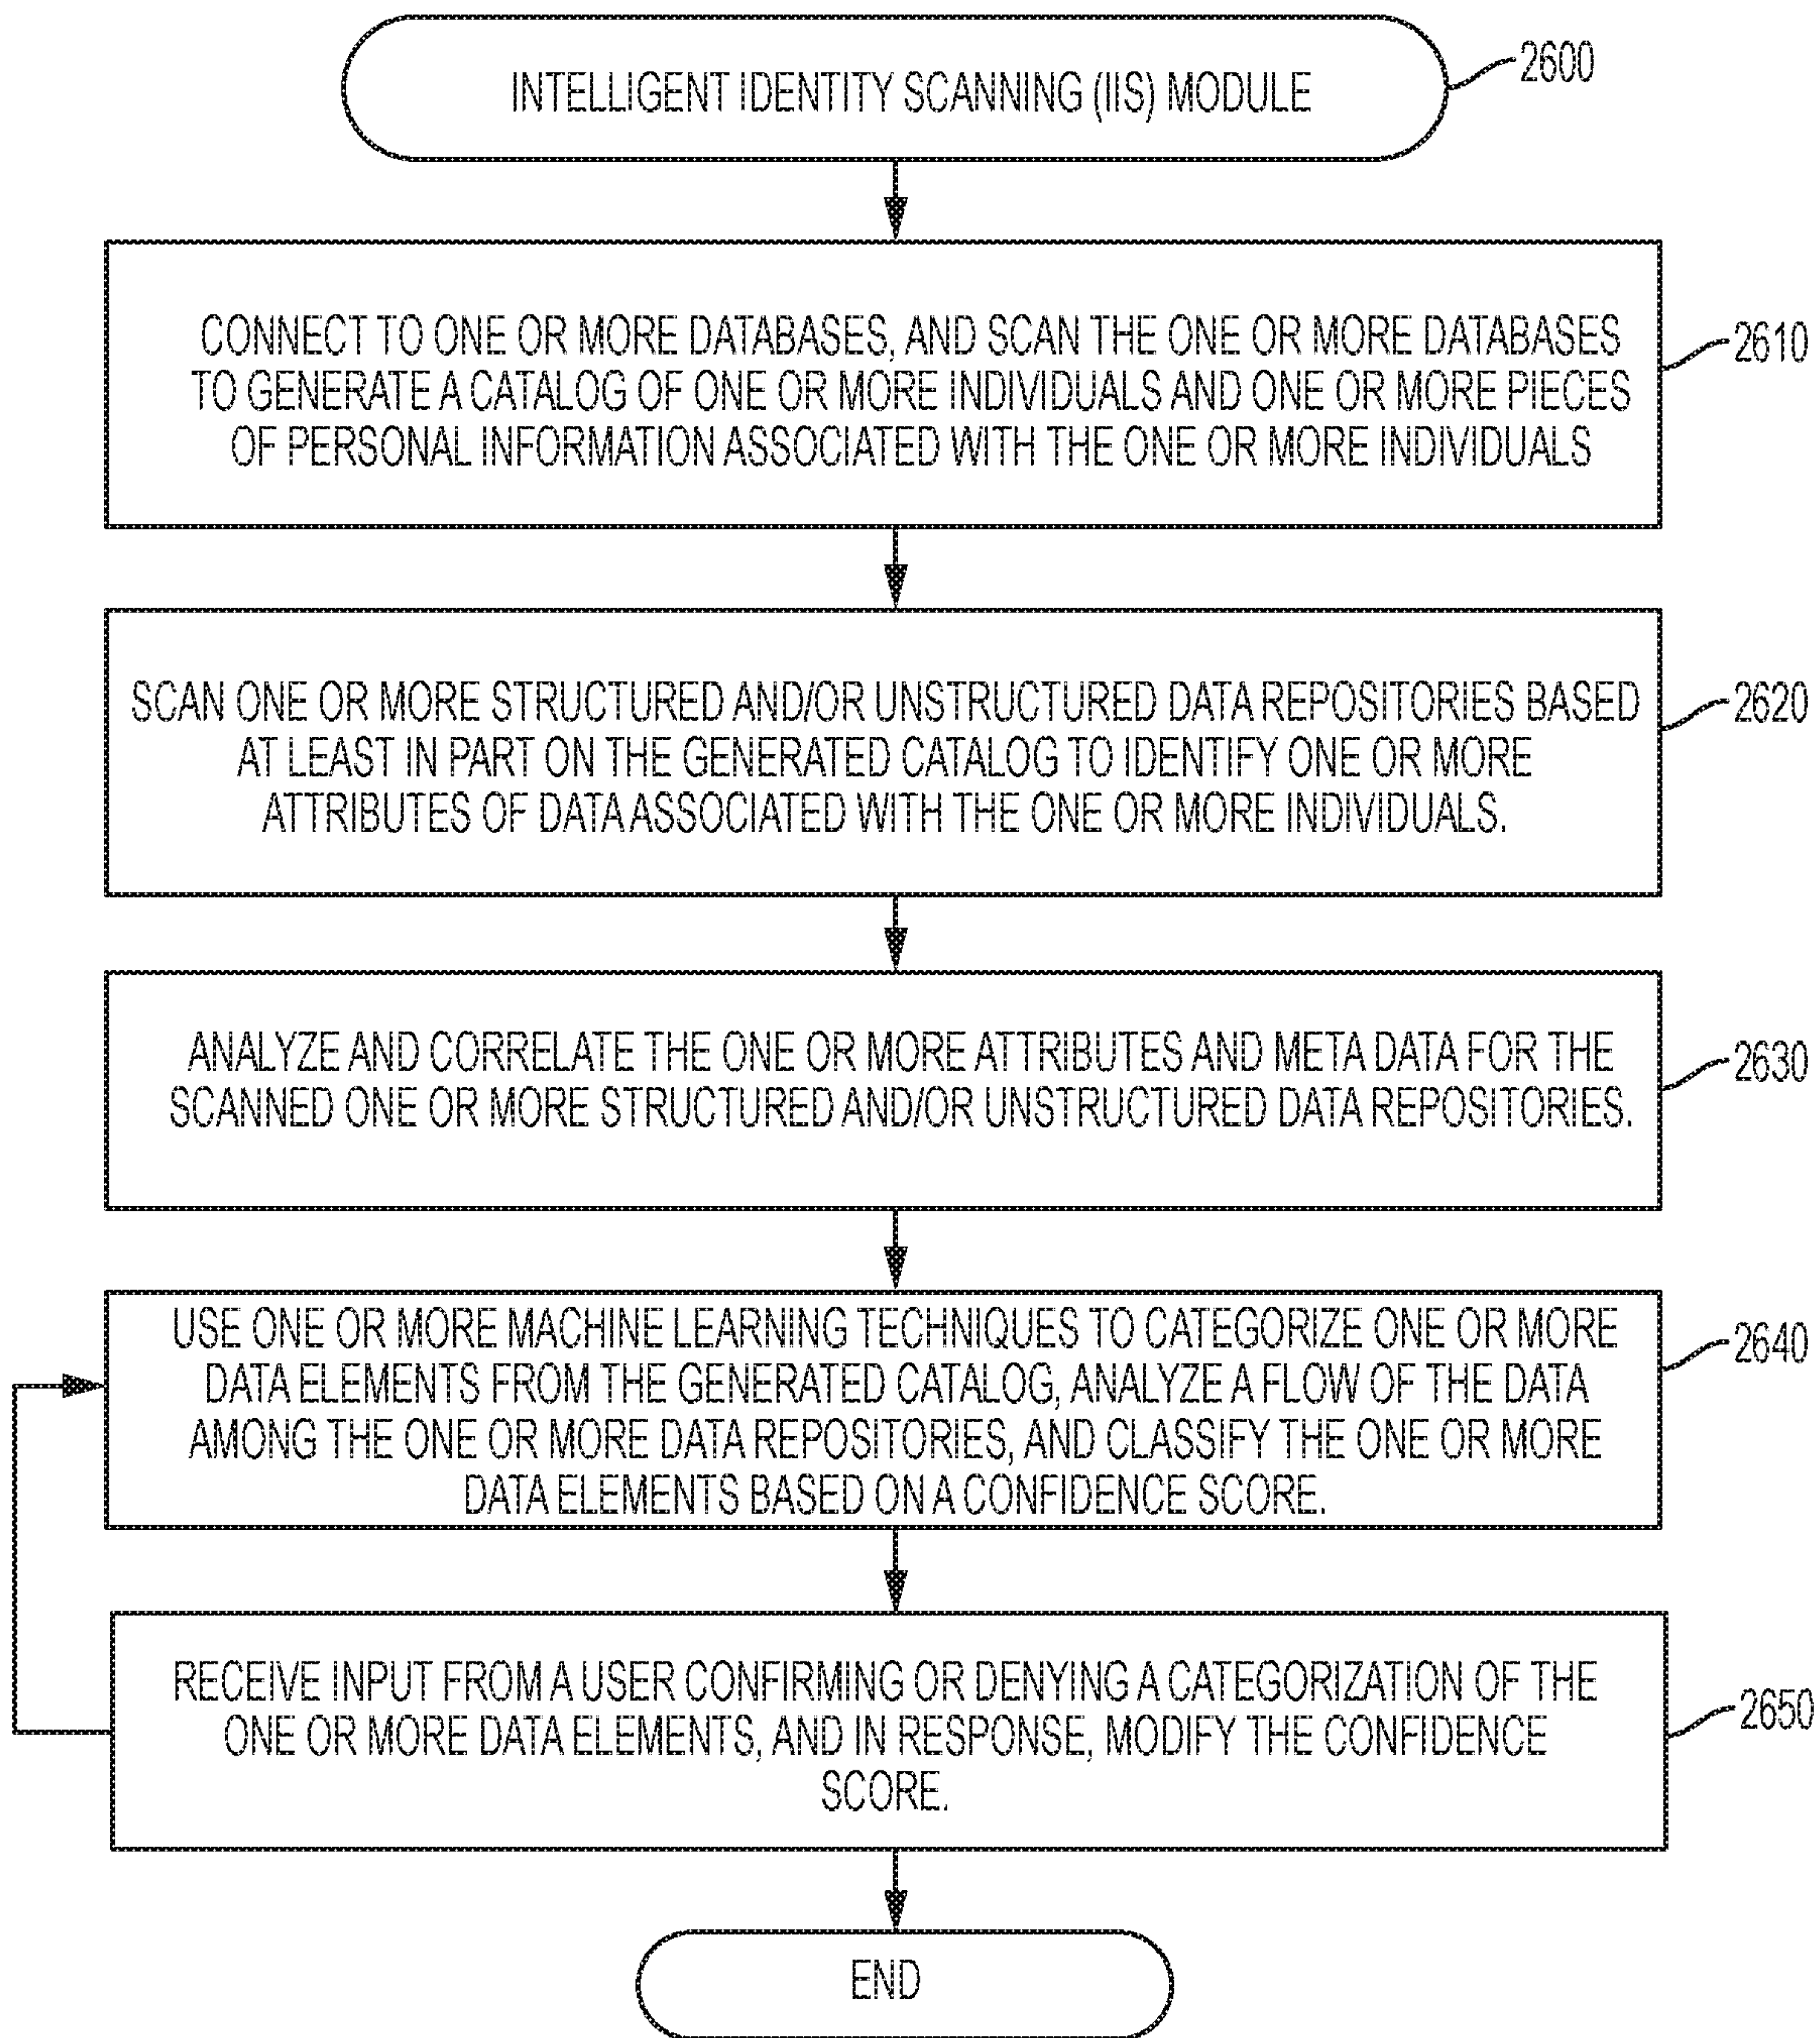 INTELLIGENT IDENTITY SCANNING (IIS) MODULE
2600
CONNECT TO ONE OR MORE DATABASES, AND SCAN THE ONE OR MORE DATABASES
TO GENERATE A CATALOG OF ONE OR MORE INDIVIDUALS AND ONE OR MORE PIECES
OF PERSONAL INFORMATION ASSOCIATED WITH THE ONE OR MORE INDIVIDUALS
2610
SCAN ONE OR MORE STRUCTURED AND/OR UNSTRUCTURED DATA REPOSITORIES BASED
AT LEAST IN PART ON THE GENERATED CATALOG TO IDENTIFY ONE OR MORE
ATTRIBUTES OF DATA ASSOCIATED WITH THE ONE OR MORE INDIVIDUALS.
2620
ANALYZE AND CORRELATE THE ONE OR MORE ATTRIBUTES AND META DATA FOR THE
SCANNED ONE OR MORE STRUCTURED AND/OR UNSTRUCTURED DATA REPOSITORIES.
2630
USE ONE OR MORE MACHINE LEARNING TECHNIQUES TO CATEGORIZE ONE OR MORE
DATA ELEMENTS FROM THE GENERATED CATALOG, ANALYZE A FLOW OF THE DATA
AMONG THE ONE OR MORE DATA REPOSITORIES, AND CLASSIFY THE ONE OR MORE
DATA ELEMENTS BASED ON A CONFIDENCE SCORE.
2640
RECEIVE INPUT FROM A USER CONFIRMING OR DENYING A CATEGORIZATION OF THE
ONE OR MORE DATA ELEMENTS, AND IN RESPONSE, MODIFY THE CONFIDENCE
SCORE.
2650
END